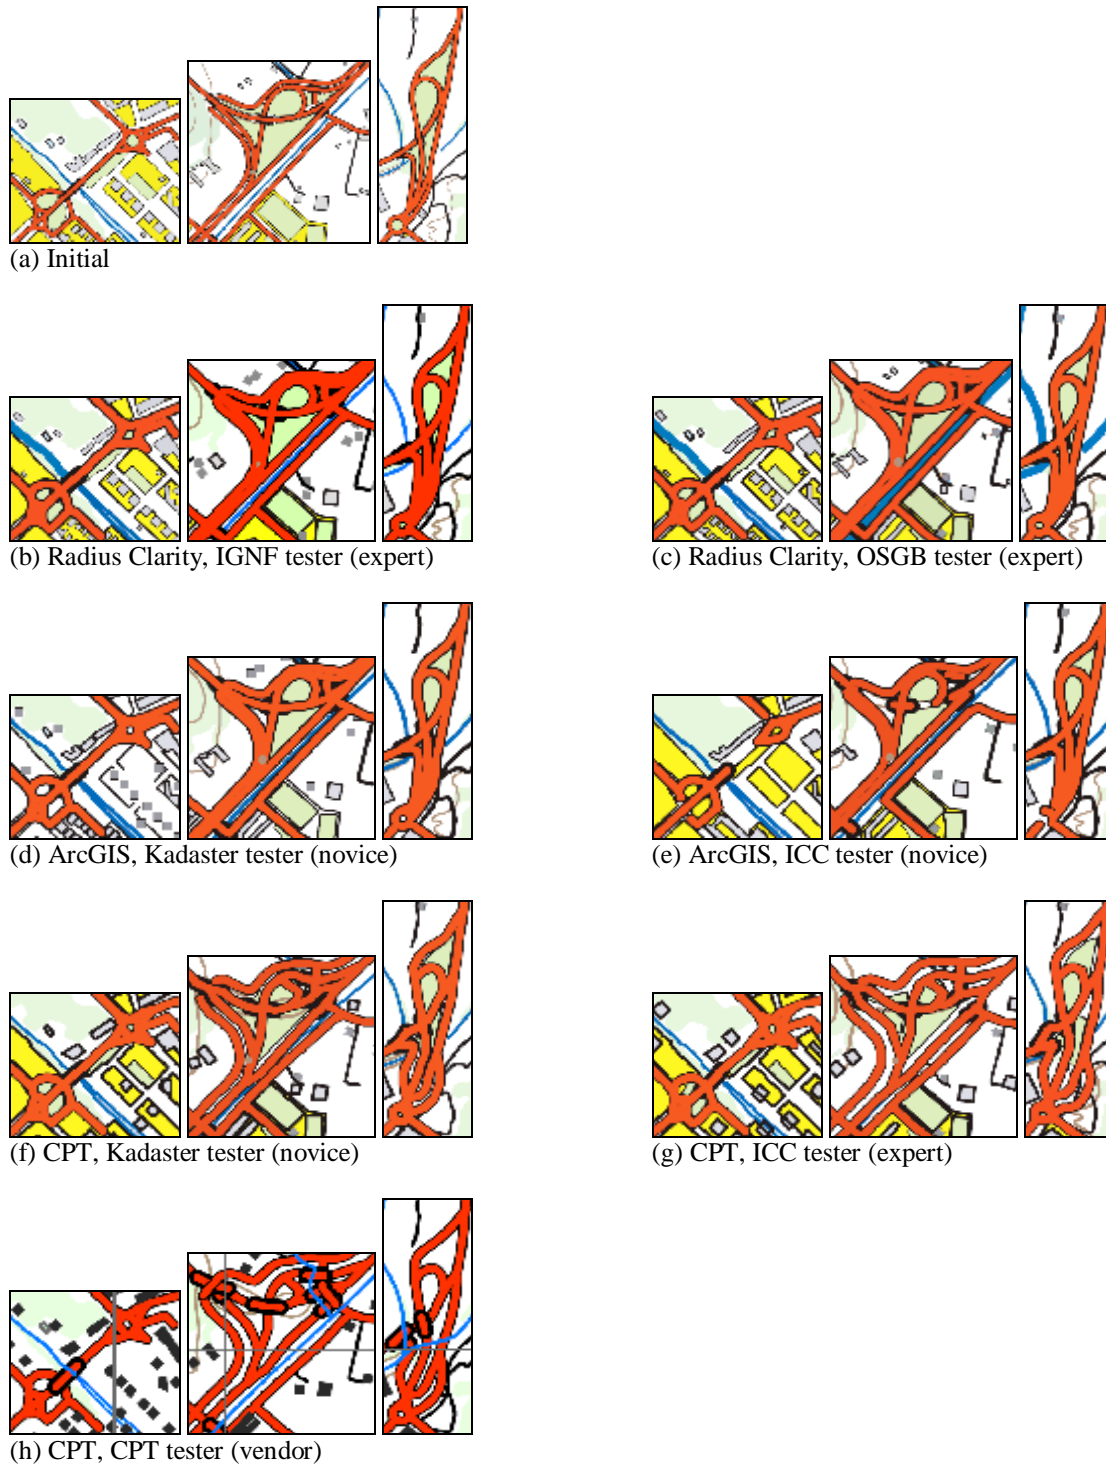 (a) Initial
(b) Radius Clarity, IGNF tester (expert)
(c) Radius Clarity, OSGB tester (expert)
(d) ArcGIS, Kadaster tester (novice)
(e) ArcGIS, ICC tester (novice)
(f) CPT, Kadaster tester (novice)
(g) CPT, ICC tester (expert)
(h) CPT, CPT tester (vendor)